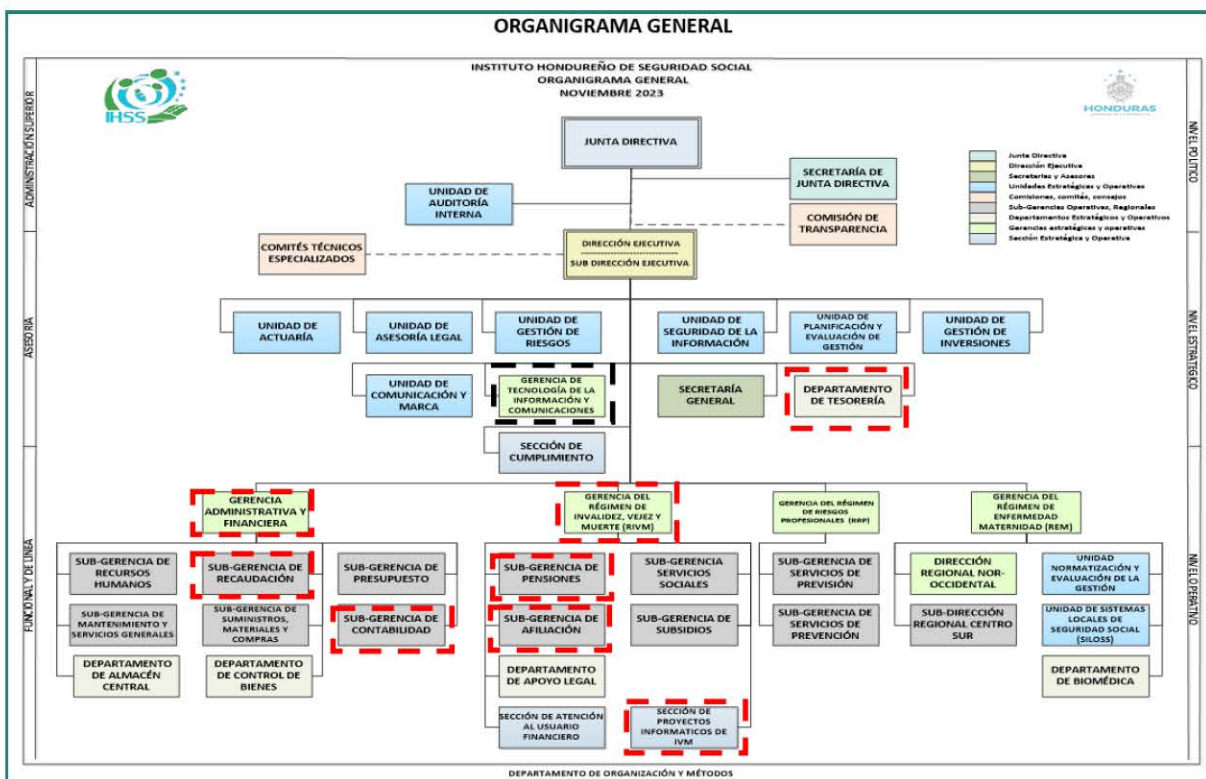 ORGANIGRAMA GENERAL
INSTITUTO HONDUREÑO DE SEGURIDAD SOCIAL
ORGANIGRAMA GENERAL
NOVIEMBRE 2023
IHSS
HONDURAS
ADMINISTRACIÓN SUPERIOR
NIVEL POLÍTICO
JUNTA DIRECTIVA
Junta Directiva
Dirección Ejecutiva
Secretarias y Asesores
Unidades Estratégicas y Operativas
Comisiones, comités, consejos
Sub-Gerencias Operativas, Regionales
Departamentos Estratégicos y Operativos
Gerencias estratégicas y operativas
Sección Estratégica y Operativa
SECRETARÍA DE
JUNTA DIRECTIVA
UNIDAD DE
AUDITORÍA
INTERNA
COMISIÓN DE
TRANSPARENCIA
COMITÉS TÉCNICOS
ESPECIALIZADOS
DIRECCIÓN EJECUTIVA
SUB DIRECCIÓN EJECUTIVA
ASESORÍA
NIVEL ESTRATÉGICO
UNIDAD DE
ACTUARÍA
UNIDAD DE
ASESORÍA LEGAL
UNIDAD DE
GESTIÓN DE
RIESGOS
UNIDAD DE
SEGURIDAD DE LA
INFORMACIÓN
UNIDAD DE
PLANIFICACIÓN Y
EVALUACIÓN DE
GESTIÓN
UNIDAD DE
GESTIÓN DE
INVERSIONES
UNIDAD DE
COMUNICACIÓN Y
MARCA
GERENCIA DE
TECNOLOGÍA DE LA
INFORMACIÓN Y
COMUNICACIONES
SECRETARÍA
GENERAL
DEPARTAMENTO
DE TESORERÍA
SECCIÓN DE
CUMPLIMIENTO
FUNCIONAL Y DE LÍNEA
NIVEL OPERATIVO
GERENCIA
ADMINISTRATIVA Y
FINANCIERA
GERENCIA DEL
RÉGIMEN DE
INVALIDEZ, VEJEZ Y
MUERTE (RIVM)
GERENCIA DEL RÉGIMEN
DE RIESGOS
PROFESIONALES (RRP)
GERENCIA DEL
RÉGIMEN DE
ENFERMEDAD
MATERNIDAD (REM)
SUB-GERENCIA DE
RECURSOS
HUMANOS
SUB-GERENCIA DE
RECAUDACIÓN
SUB-GERENCIA DE
PRESUPUESTO
SUB-GERENCIA DE
PENSIONES
SUB-GERENCIA
SERVICIOS
SOCIALES
SUB-GERENCIA DE
SERVICIOS DE
PREVISIÓN
DIRECCIÓN
REGIONAL NOR-
OCCIDENTAL
UNIDAD
NORMATIZACIÓN Y
EVALUACIÓN DE LA
GESTIÓN
SUB-GERENCIA DE
MANTENIMIENTO Y
SERVICIOS GENERALES
SUB-GERENCIA DE
SUMINISTROS,
MATERIALES Y
COMPRAS
SUB-GERENCIA DE
CONTABILIDAD
SUB-GERENCIA DE
AFILIACIÓN
SUB-GERENCIA DE
SUBSIDIOS
SUB-GERENCIA DE
SERVICIOS DE
PREVENCIÓN
SUB-DIRECCIÓN
REGIONAL CENTRO
SUR
UNIDAD DE SISTEMAS
LOCALES DE
SEGURIDAD SOCIAL
(SILOSS)
DEPARTAMENTO
DE ALMACÉN
CENTRAL
DEPARTAMENTO
DE CONTROL DE
BIENES
DEPARTAMENTO
DE APOYO LEGAL
DEPARTAMENTO
DE BIOMÉDICA
SECCIÓN DE ATENCIÓN
AL USUARIO
FINANCIERO
SECCIÓN DE
PROYECTOS
INFORMATICOS DE
IVM
DEPARTAMENTO DE ORGANIZACIÓN Y MÉTODOS